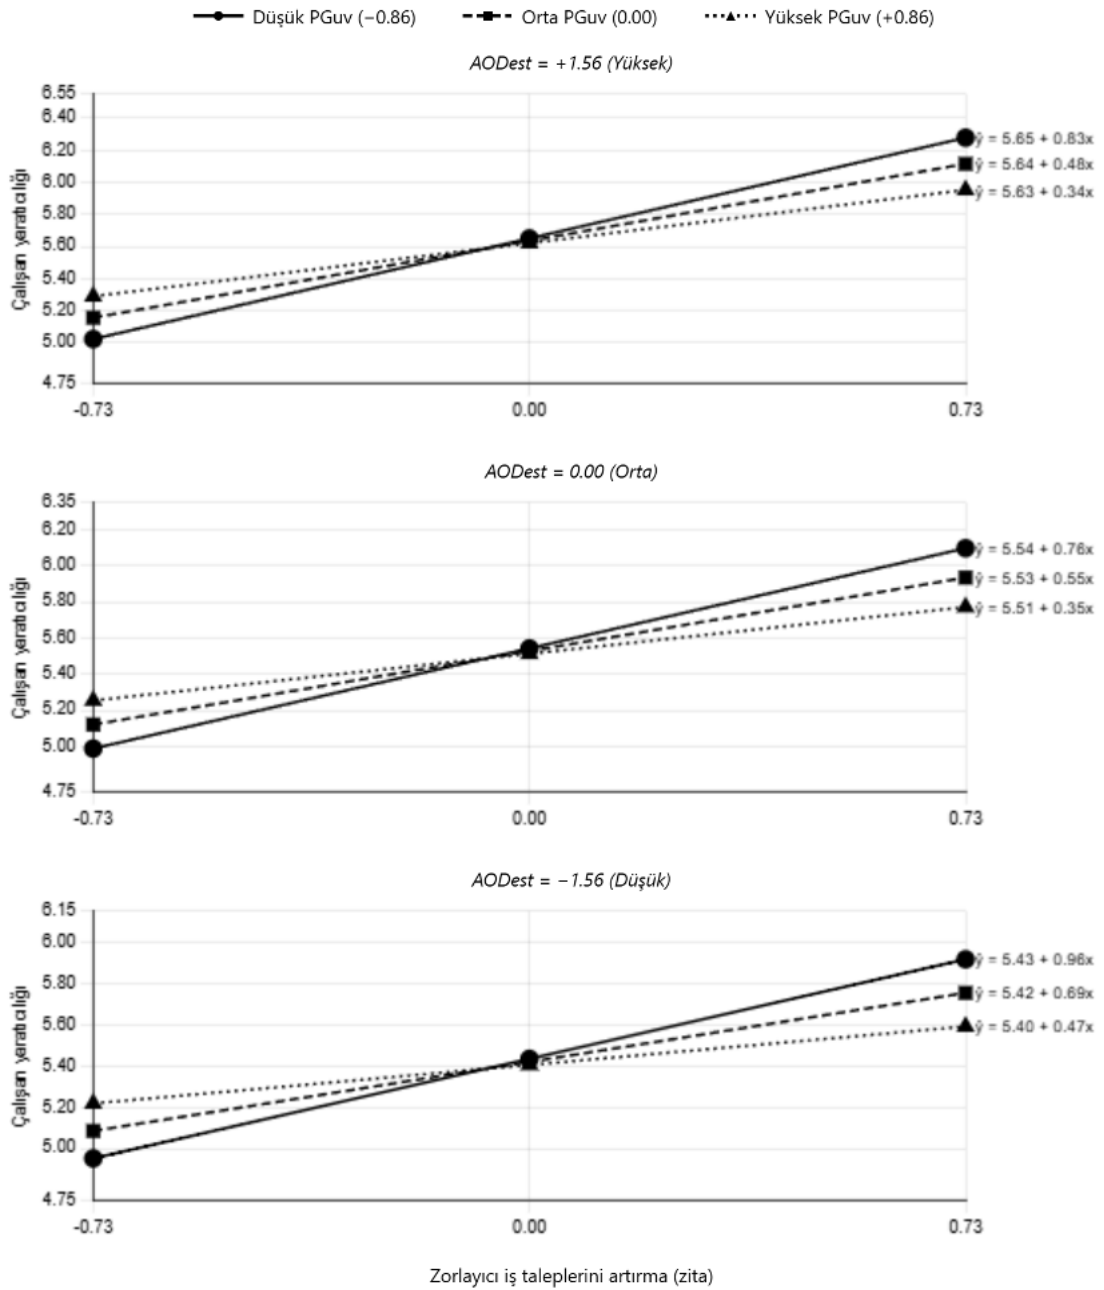 Düşük PGuv (−0.86) Orta PGuv (0.00) Yüksek PGuv (+0.86)
AODest = +1.56 (Yüksek)
Çalışan yaratıcılığı
6.55
6.40
6.20
6.00
5.80
5.60
5.40
5.20
5.00
4.75
-0.73 0.00 0.73
ŷ = 5.65 + 0.83x
ŷ = 5.64 + 0.48x
ŷ = 5.63 + 0.34x
AODest = 0.00 (Orta)
Çalışan yaratıcılığı
6.35
6.20
6.00
5.80
5.60
5.40
5.20
5.00
4.75
-0.73 0.00 0.73
ŷ = 5.54 + 0.76x
ŷ = 5.53 + 0.55x
ŷ = 5.51 + 0.35x
AODest = −1.56 (Düşük)
Çalışan yaratıcılığı
6.15
6.00
5.80
5.60
5.40
5.20
5.00
4.75
-0.73 0.00 0.73
ŷ = 5.43 + 0.96x
ŷ = 5.42 + 0.69x
ŷ = 5.40 + 0.47x
Zorlayıcı iş taleplerini artırma (zita)